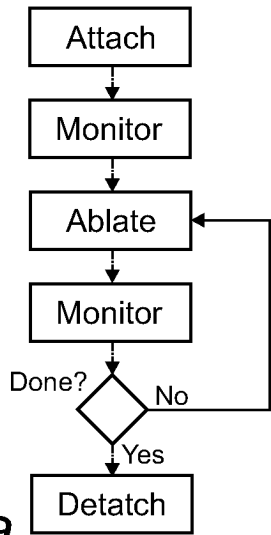 Attach
Monitor
Ablate
Monitor
Done?
No
Yes
Detatch